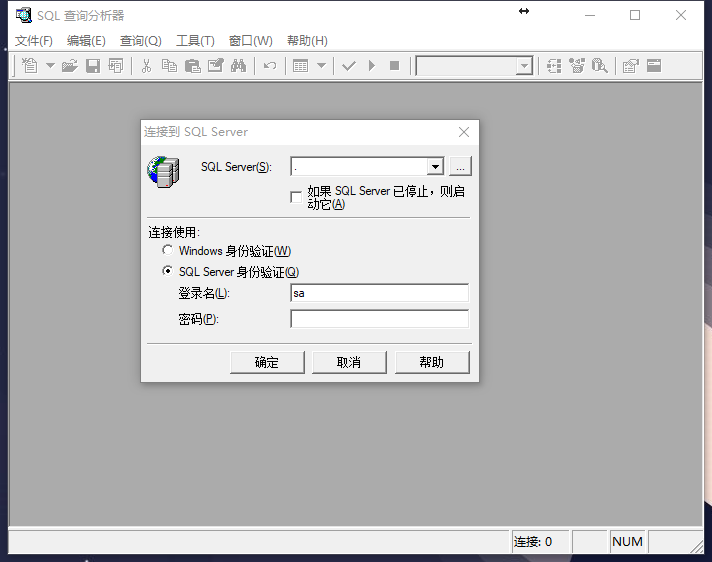 SQL 查询分析器
文件(F) 编辑(E) 查询(Q) 工具(T) 窗口(W) 帮助(H)
连接到 SQL Server
SQL Server(S): . ...
如果 SQL Server 已停止，则启
动它(A)
连接使用:
Windows 身份验证(W)
SQL Server 身份验证(Q)
登录名(L): sa
密码(P):
确定 取消 帮助
连接: 0 NUM